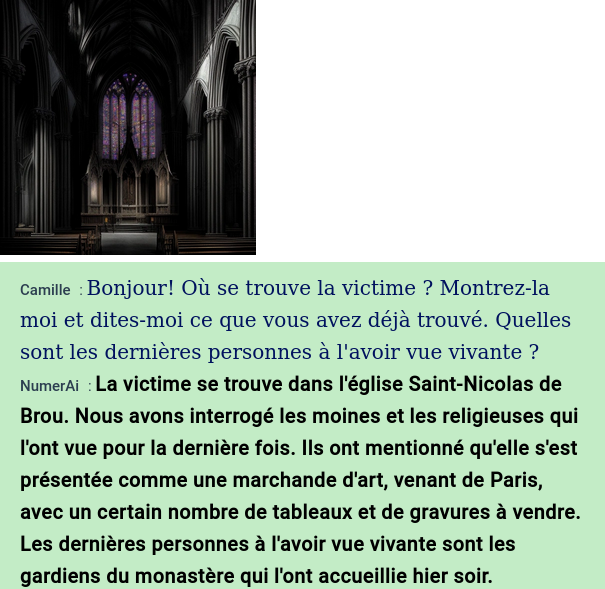 Camille : Bonjour! Où se trouve la victime ? Montrez-la
moi et dites-moi ce que vous avez déjà trouvé. Quelles
sont les dernières personnes à l'avoir vue vivante ?
NumerAi : La victime se trouve dans l'église Saint-Nicolas de
Brou. Nous avons interrogé les moines et les religieuses qui
l'ont vue pour la dernière fois. Ils ont mentionné qu'elle s'est
présentée comme une marchande d'art, venant de Paris,
avec un certain nombre de tableaux et de gravures à vendre.
Les dernières personnes à l'avoir vue vivante sont les
gardiens du monastère qui l'ont accueillie hier soir.